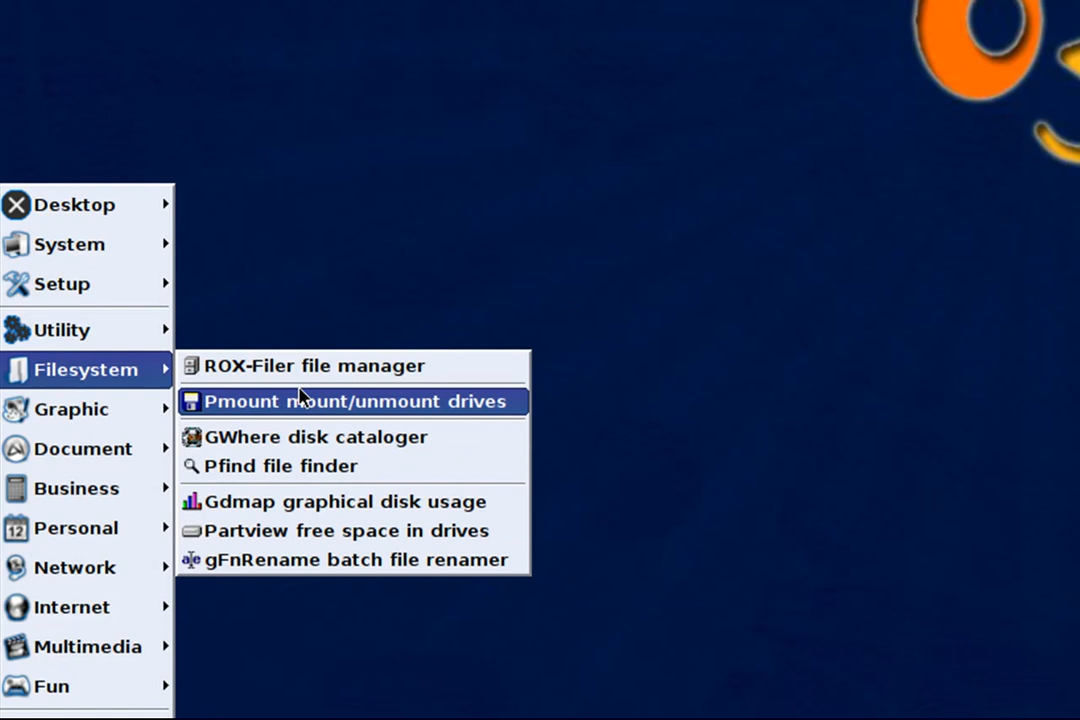 Desktop
System
Setup
Utility
Filesystem
Graphic
Document
Business
Personal
12
Network
Internet
Multimedia
Fun
ROX-Filer file manager
Pmount mount/unmount drives
GWhere disk cataloger
Pfind file finder
Gdmap graphical disk usage
Partview free space in drives
gFnRename batch file renamer